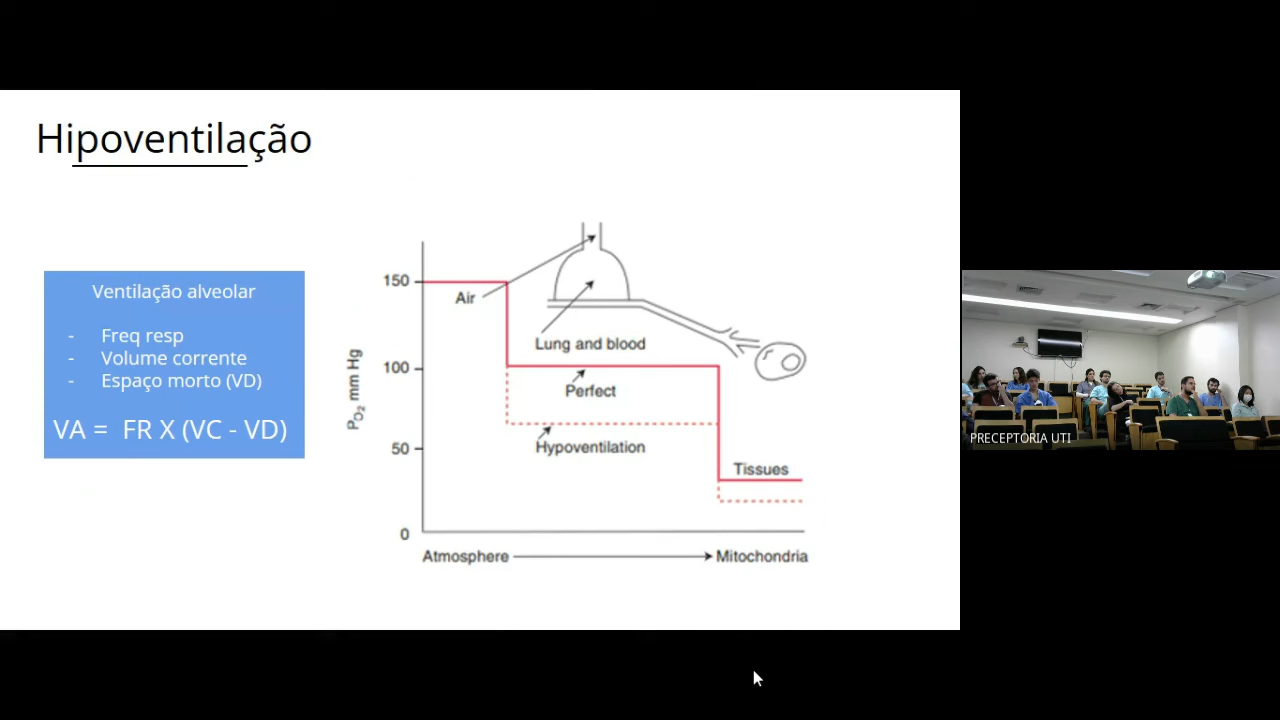 Hipoventilação
Ventilação alveolar
- Freq resp
- Volume corrente
- Espaço morto (VD)
VA = FR X (VC - VD)
150
Air
Lung and blood
100
Perfect
PO2 mm Hg
50
Hypoventilation
Tissues
0
Atmosphere
Mitochondria
PRECEPTORIA UTI